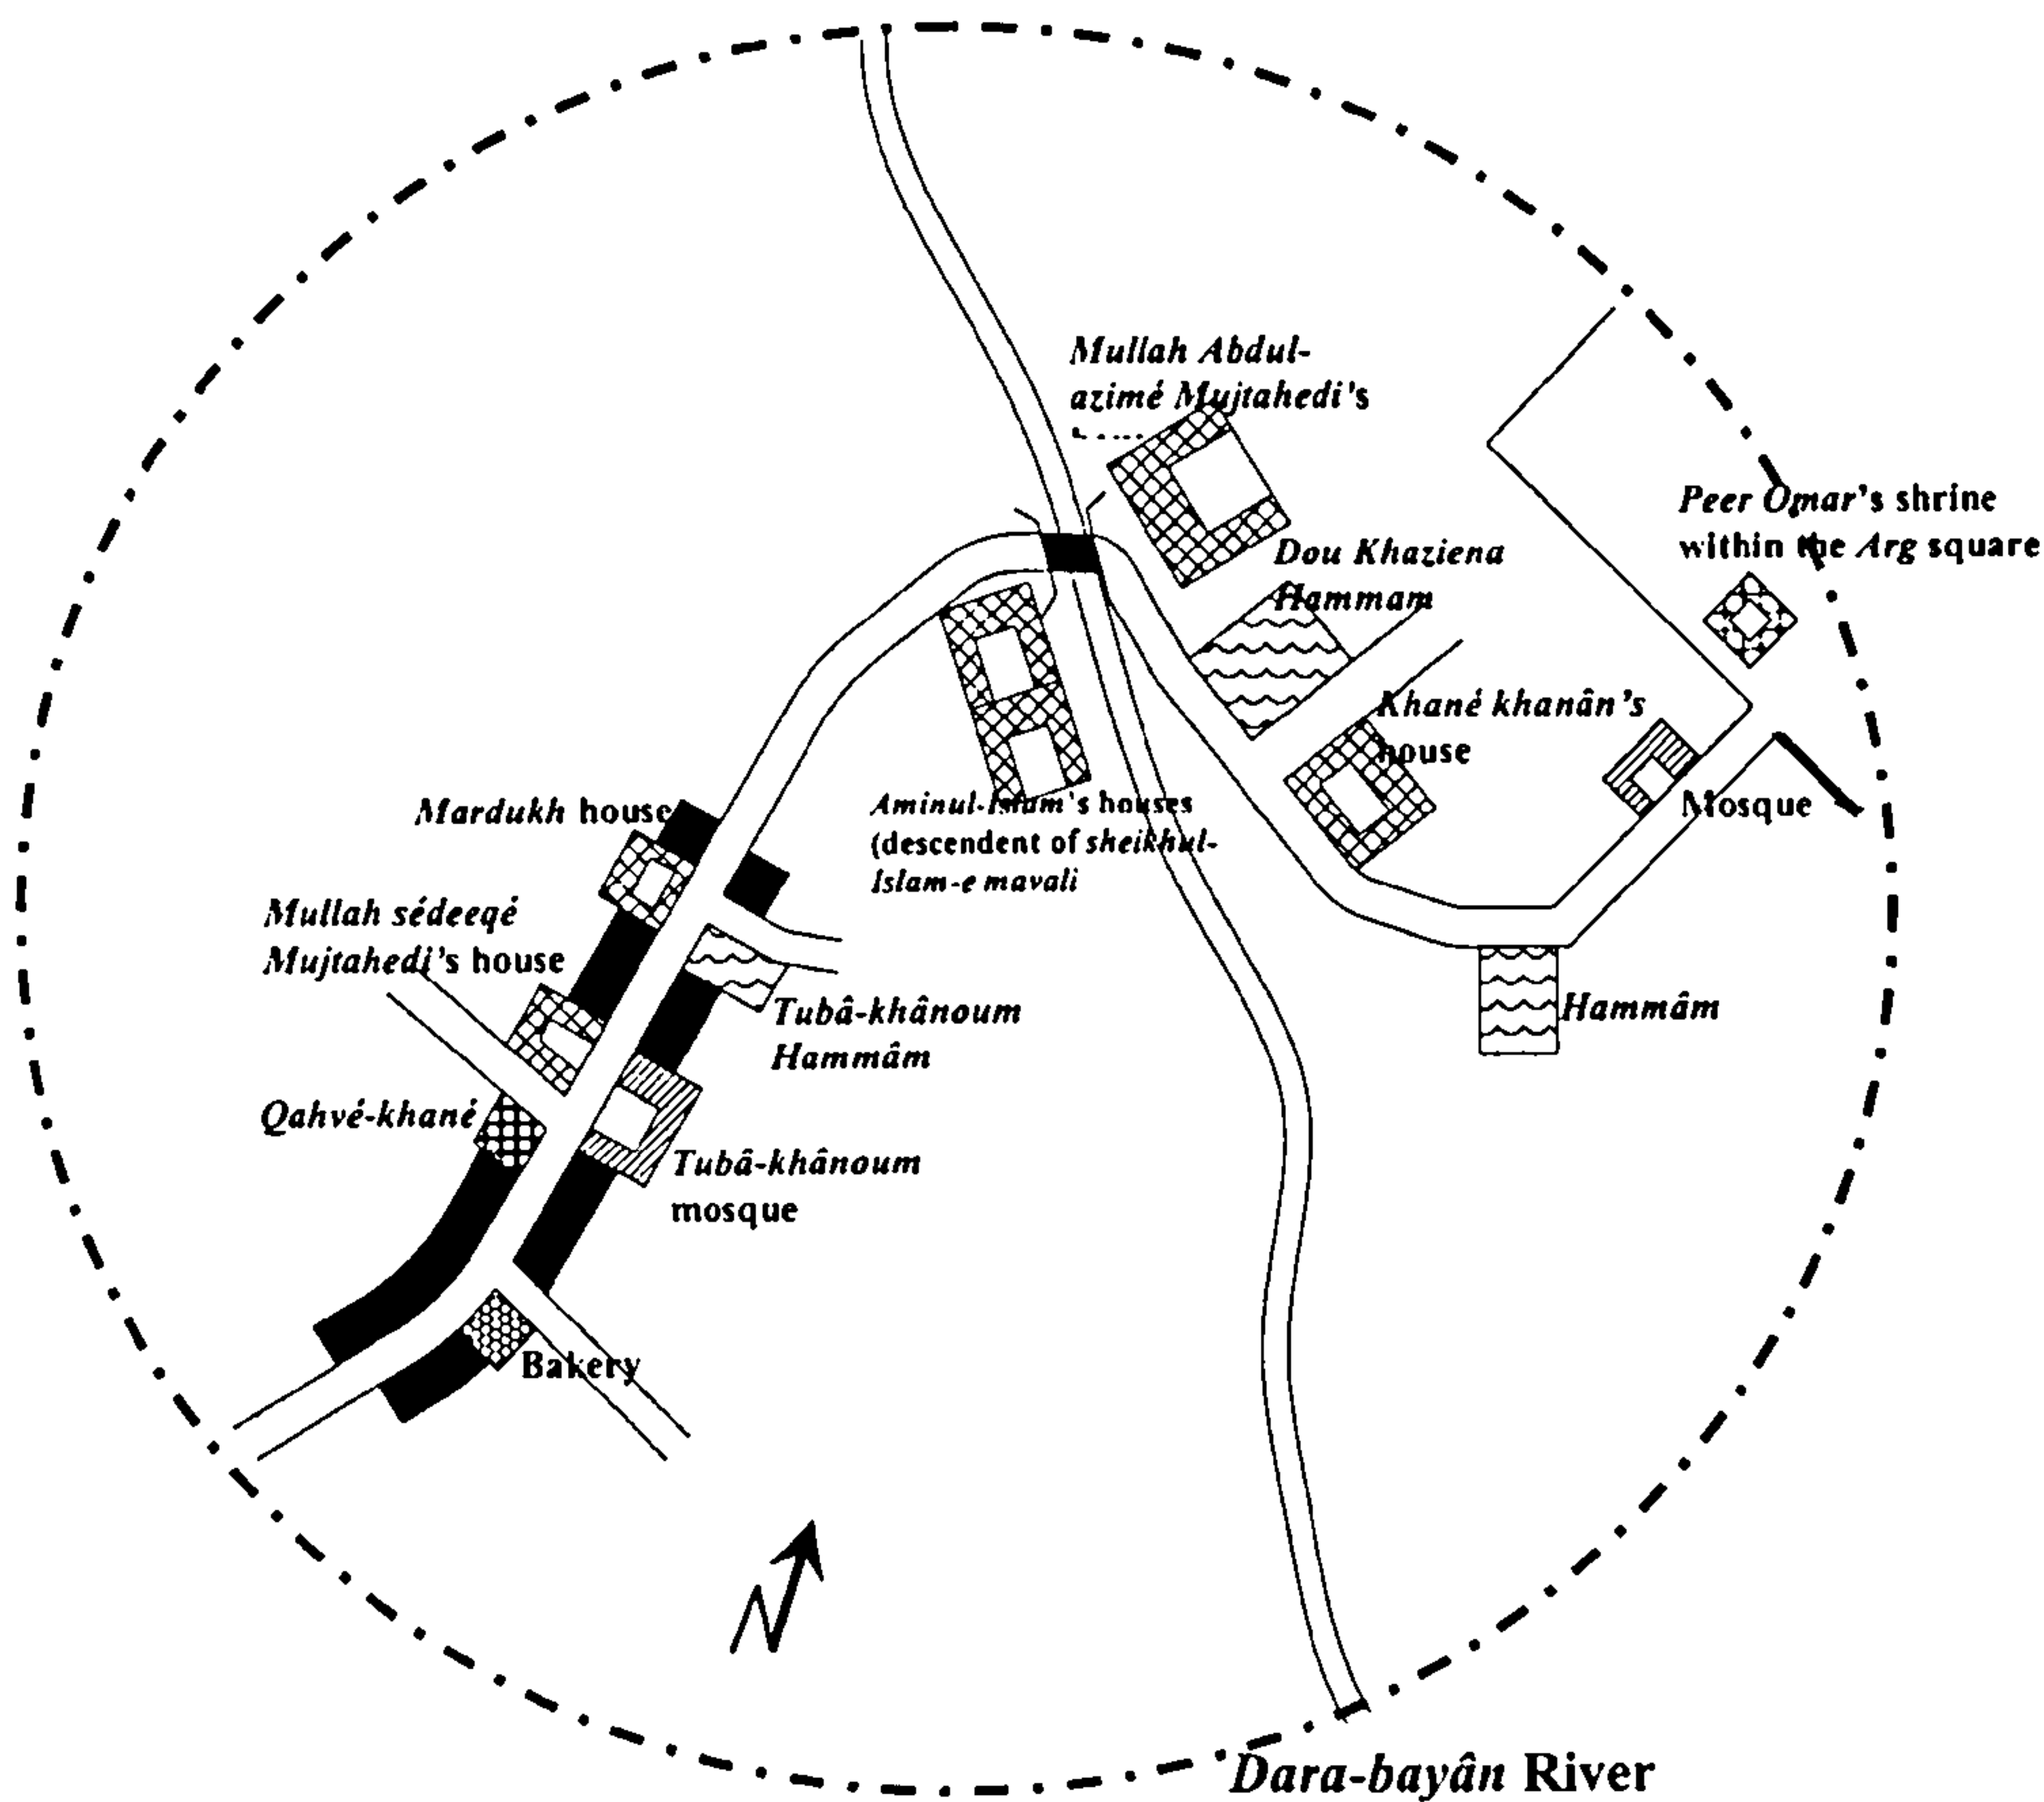 Mullah Abdul-
azimé Mujtahedi's
Peer Omar's shrine
within the Arg square
Dou Khaziena
Hammam
Khané khanân's
house
Mosque
Mardukh house
Aminul-Islam's houses
(descendent of sheikhul-
Islam-e mavali
Mullah sédeeqé
Mujtahedi's house
Tubâ-khânoum
Hammâm
Hammâm
Qahvé-khané
Tubâ-khânoum
mosque
Bakery
N
Dara-bayân River